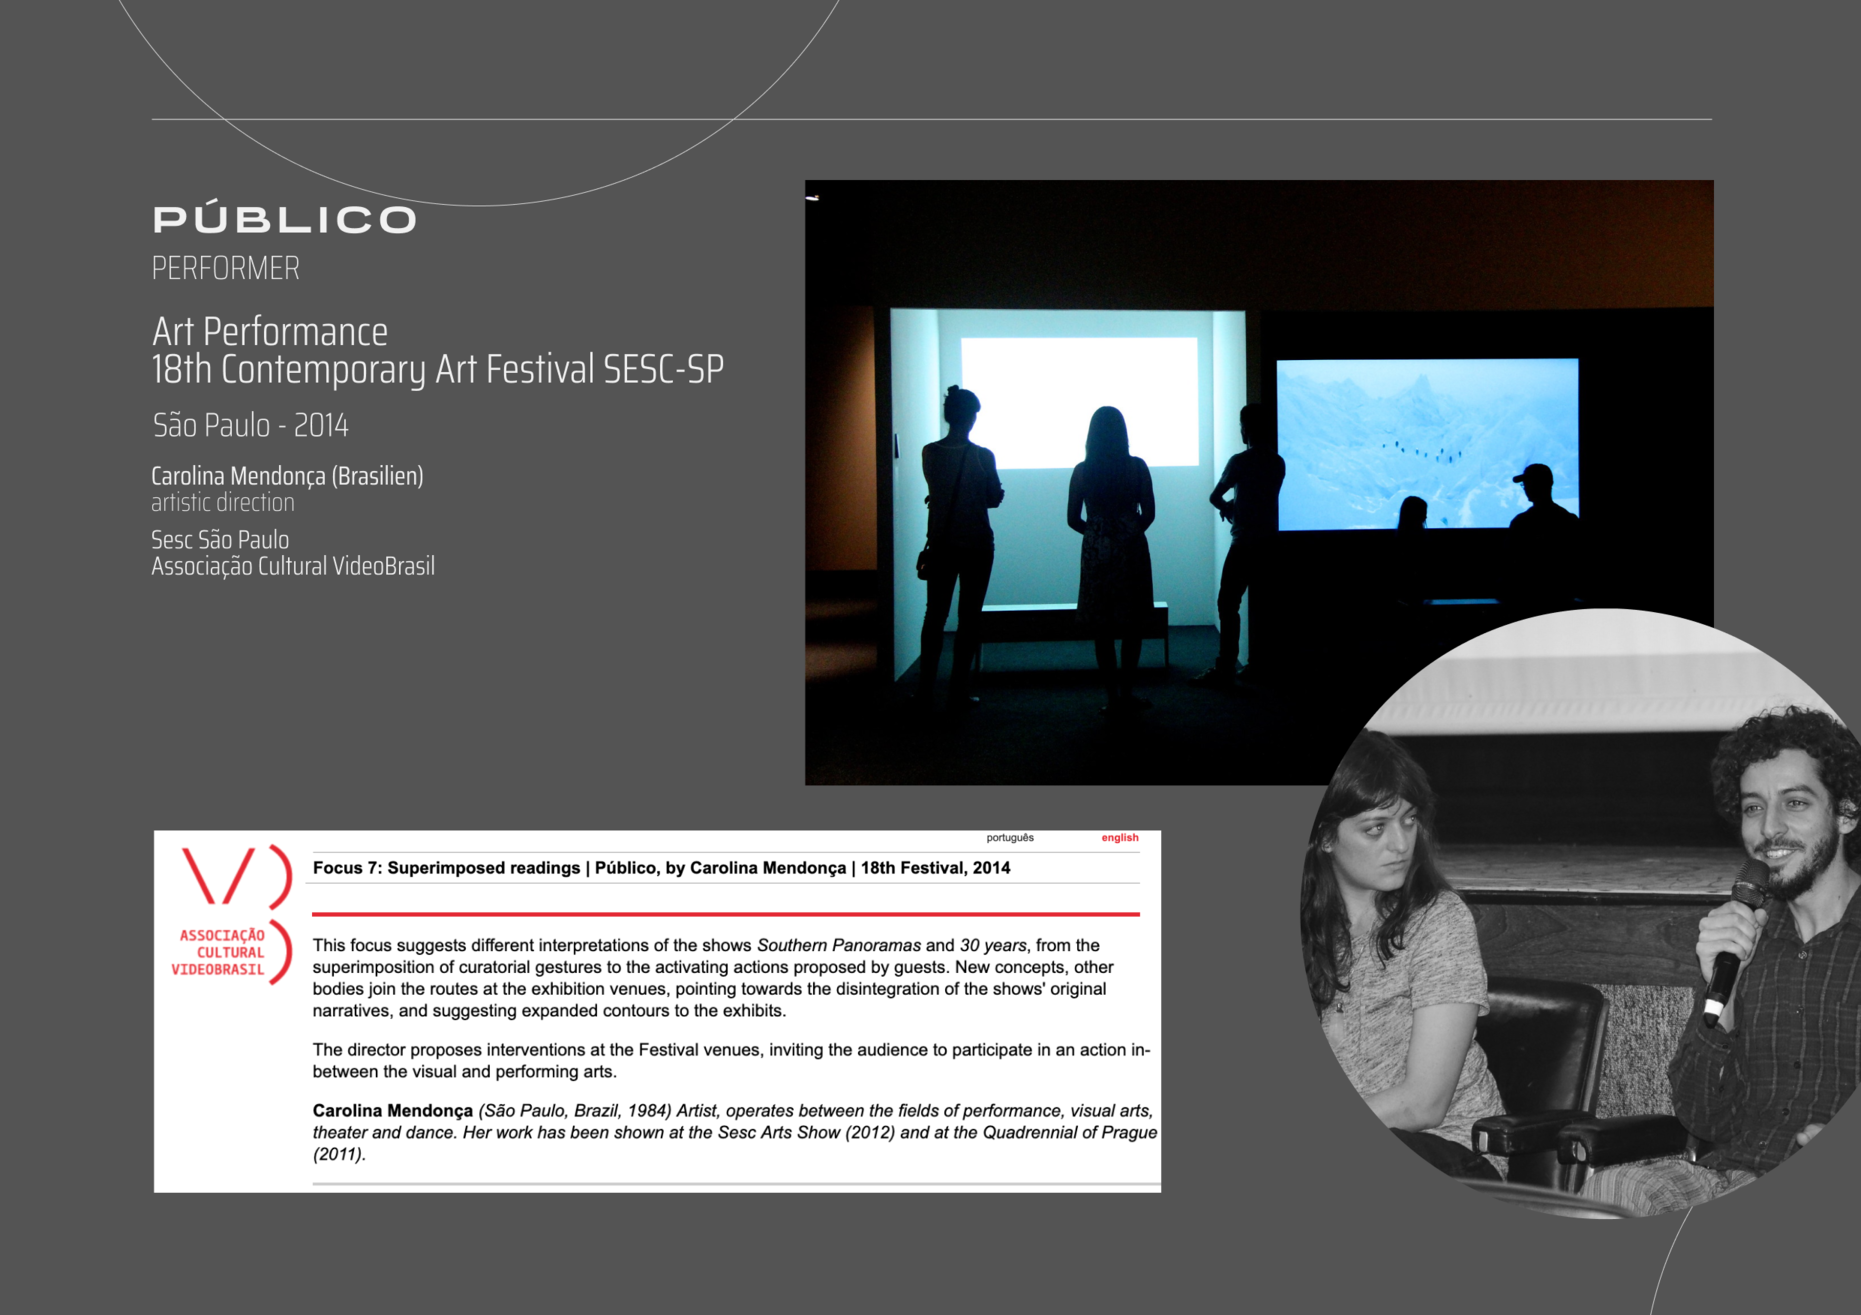 PÚBLICO
PERFORMER
Art Performance
18th Contemporary Art Festival SESC-SP
São Paulo - 2014
Carolina Mendonça (Brasilien)
artistic direction
Sesc São Paulo
Associação Cultural VideoBrasil
português english
Focus 7: Superimposed readings | Público, by Carolina Mendonça | 18th Festival, 2014
ASSOCIAÇÃO
CULTURAL
VIDEOBRASIL
This focus suggests different interpretations of the shows Southern Panoramas and 30 years, from the
superimposition of curatorial gestures to the activating actions proposed by guests. New concepts, other
bodies join the routes at the exhibition venues, pointing towards the disintegration of the shows' original
narratives, and suggesting expanded contours to the exhibits.
The director proposes interventions at the Festival venues, inviting the audience to participate in an action in-
between the visual and performing arts.
Carolina Mendonça (São Paulo, Brazil, 1984) Artist, operates between the fields of performance, visual arts,
theater and dance. Her work has been shown at the Sesc Arts Show (2012) and at the Quadrennial of Prague
(2011).